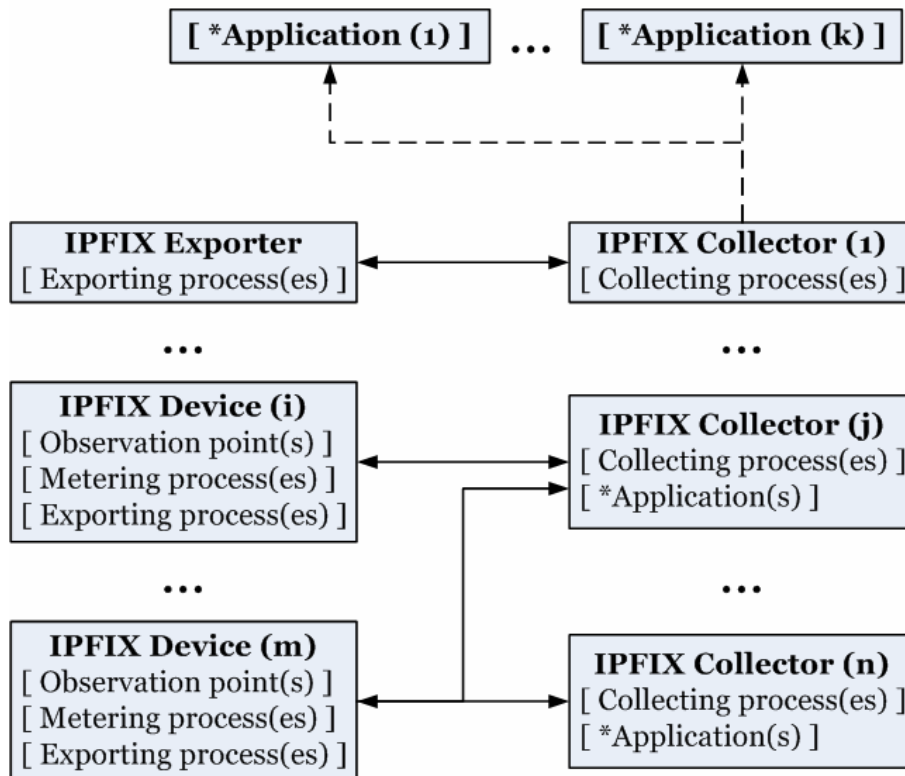 [ *Application (1) ]
...
[ *Application (k) ]
IPFIX Exporter
[ Exporting process(es) ]
IPFIX Collector (1)
[ Collecting process(es) ]
...
...
IPFIX Device (i)
[ Observation point(s) ]
[ Metering process(es) ]
[ Exporting process(es) ]
IPFIX Collector (j)
[ Collecting process(es) ]
[ *Application(s) ]
...
...
IPFIX Device (m)
[ Observation point(s) ]
[ Metering process(es) ]
[ Exporting process(es) ]
IPFIX Collector (n)
[ Collecting process(es) ]
[ *Application(s) ]